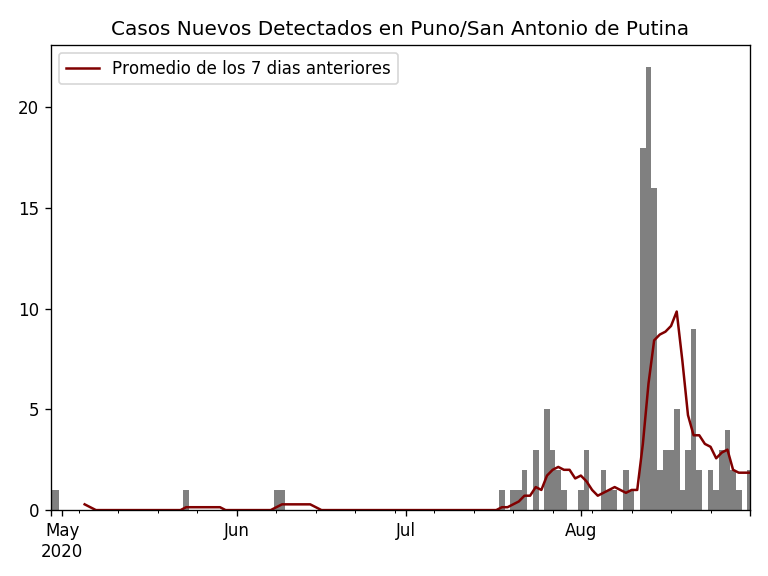 Casos Nuevos Detectados en Puno/San Antonio de Putina
Promedio de los 7 dias anteriores
20
15
10
5
0
May Jun Jul Aug
2020